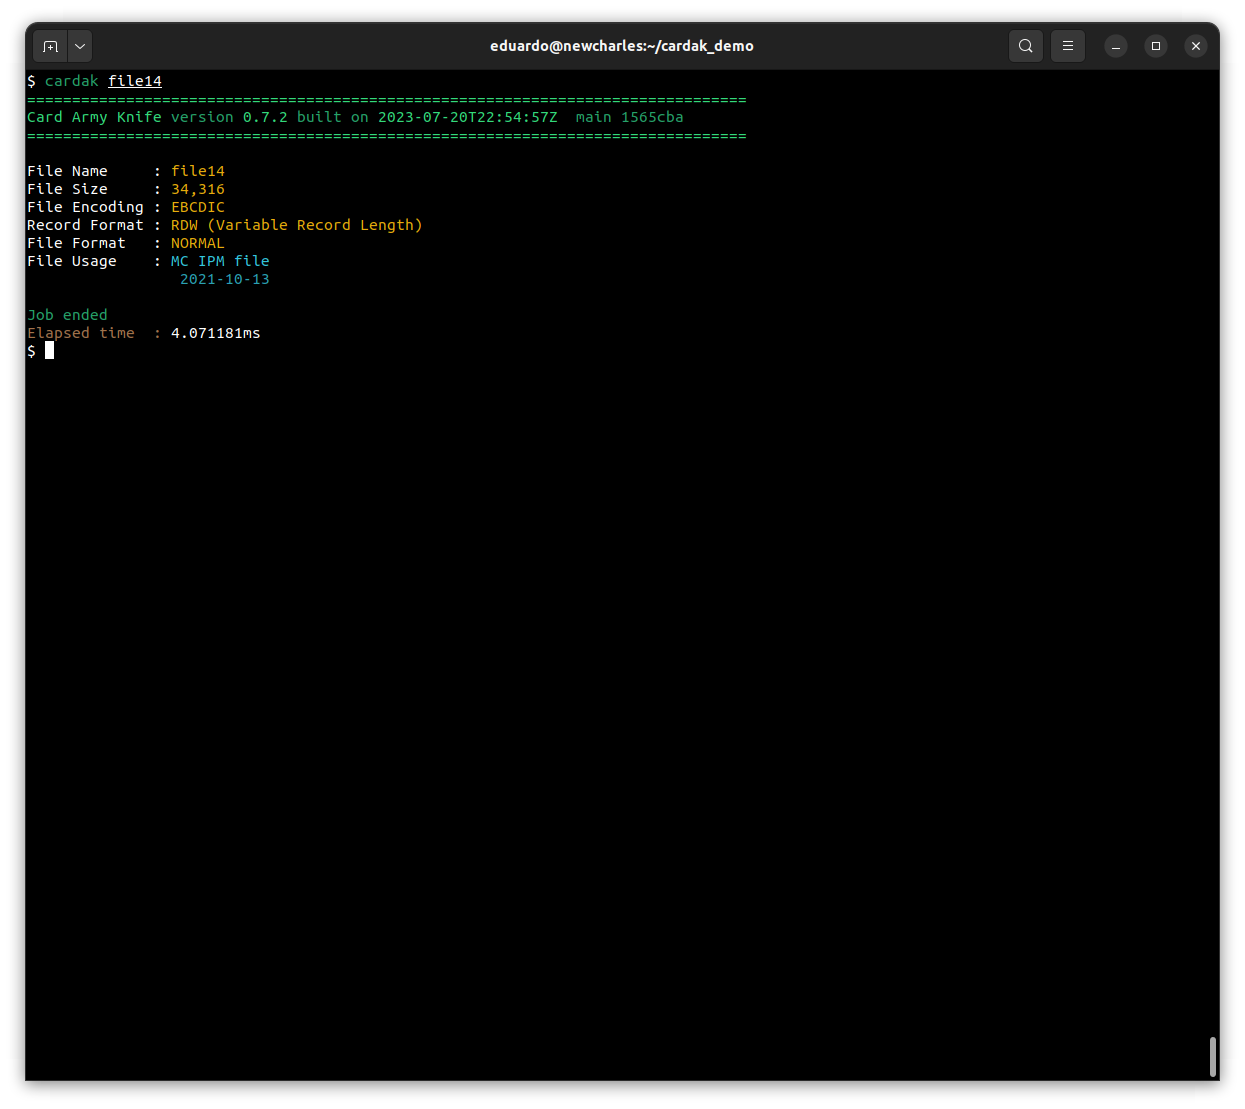 eduardo@newcharles:~/cardak_demo
$ cardak file14
================================================================================
Card Army Knife version 0.7.2 built on 2023-07-20T22:54:57Z  main 1565cba
================================================================================
File Name     : file14
File Size     : 34,316
File Encoding : EBCDIC
Record Format : RDW (Variable Record Length)
File Format   : NORMAL
File Usage    : MC IPM file
                 2021-10-13
Job ended
Elapsed time  : 4.071181ms
$